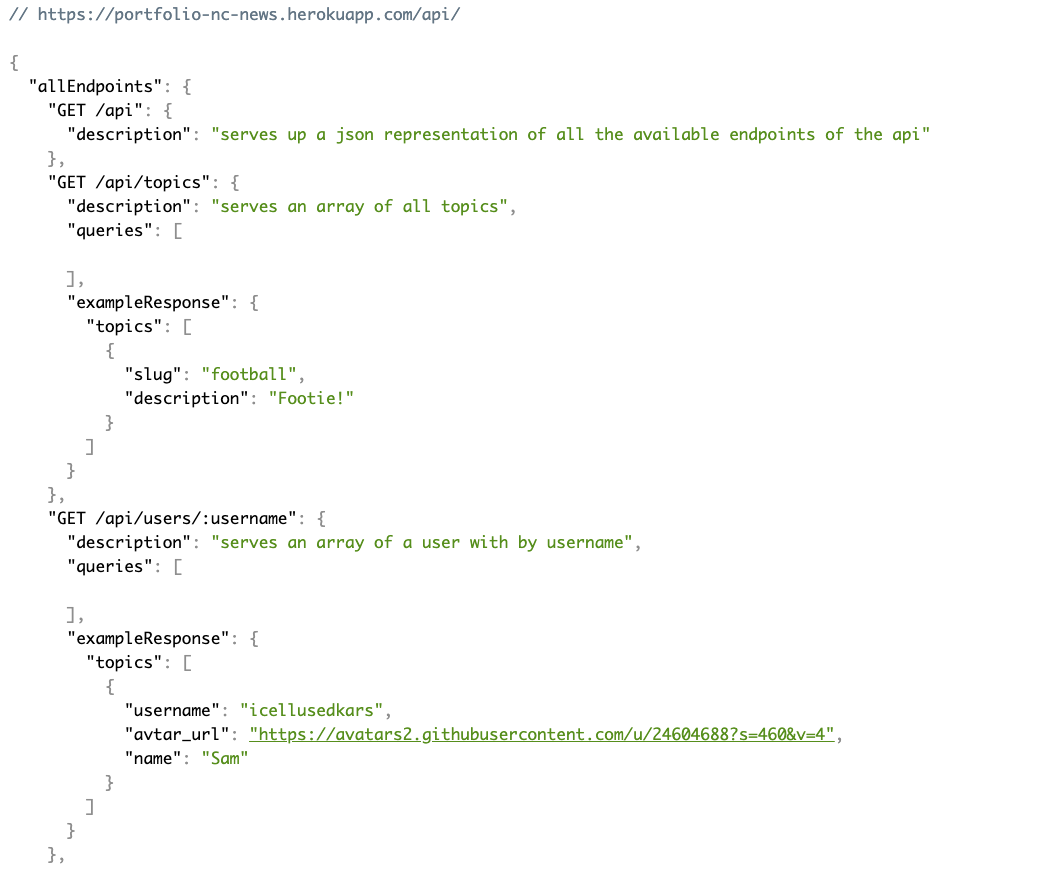 // https://portfolio-nc-news.herokuapp.com/api/
{
"allEndpoints": {
"GET /api": {
"description": "serves up a json representation of all the available endpoints of the api"
},
"GET /api/topics": {
"description": "serves an array of all topics",
"queries": [
],
"exampleResponse": {
"topics": [
{
"slug": "football",
"description": "Footie!"
}
]
}
},
"GET /api/users/:username": {
"description": "serves an array of a user with by username",
"queries": [
],
"exampleResponse": {
"topics": [
{
"username": "icellusedkars",
"avtar_url": "https://avatars2.githubusercontent.com/u/24604688?s=460&v=4",
"name": "Sam"
}
]
}
},